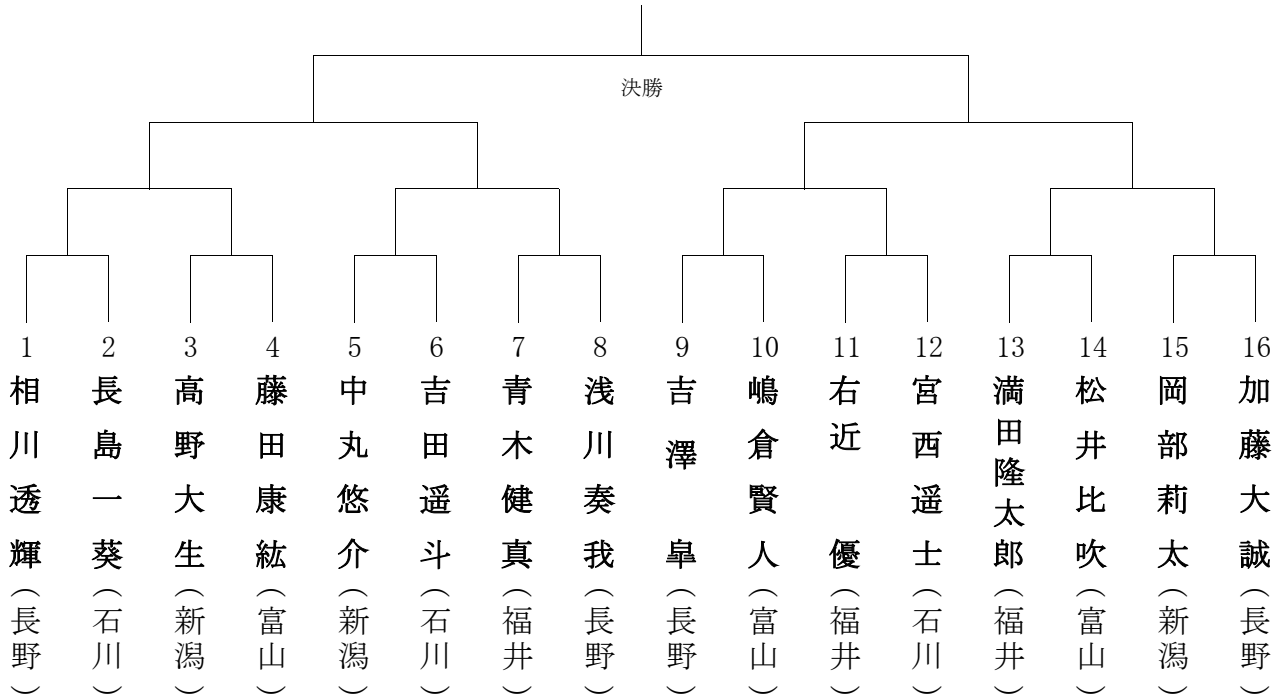 決勝
1
相川透輝（長野）
2
長島一葵（石川）
3
高野大生（新潟）
4
藤田康紘（富山）
5
中丸悠介（新潟）
6
吉田遥斗（石川）
7
青木健真（福井）
8
浅川奏我（長野）
9
吉澤皐（長野）
10
嶋倉賢人（富山）
11
右近優（福井）
12
宮西遥士（石川）
13
満田隆太郎（福井）
14
松井比吹（富山）
15
岡部莉太（新潟）
16
加藤大誠（長野）